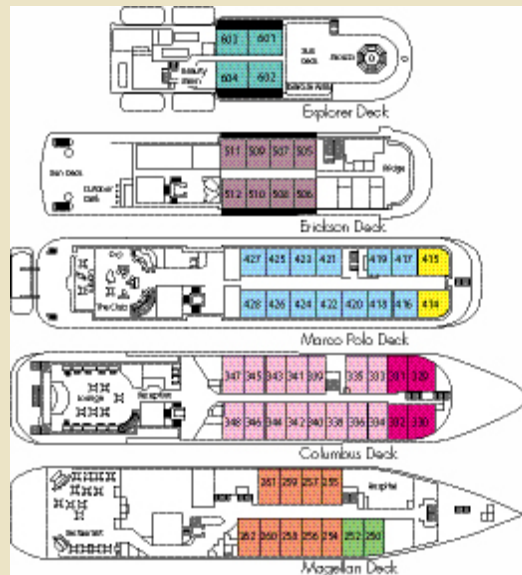 603 601
Sun
Deck
Beauty
604 602
Explorer Deck
511 509 507 505
Sun Deck
Bridge
512 510 508 506
Erickson Deck
427 425 423 421 419 417 415
The Club
428 426 424 422 420 418 416 414
Marco Polo Deck
347 345 343 341 339 335 333 331 329
Lounge
Reception
348 346 344 342 340 338 336 334 332 330
Columbus Deck
261 259 257 255
Hospital
Restaurant
262 260 258 256 254 252 250
Magellan Deck